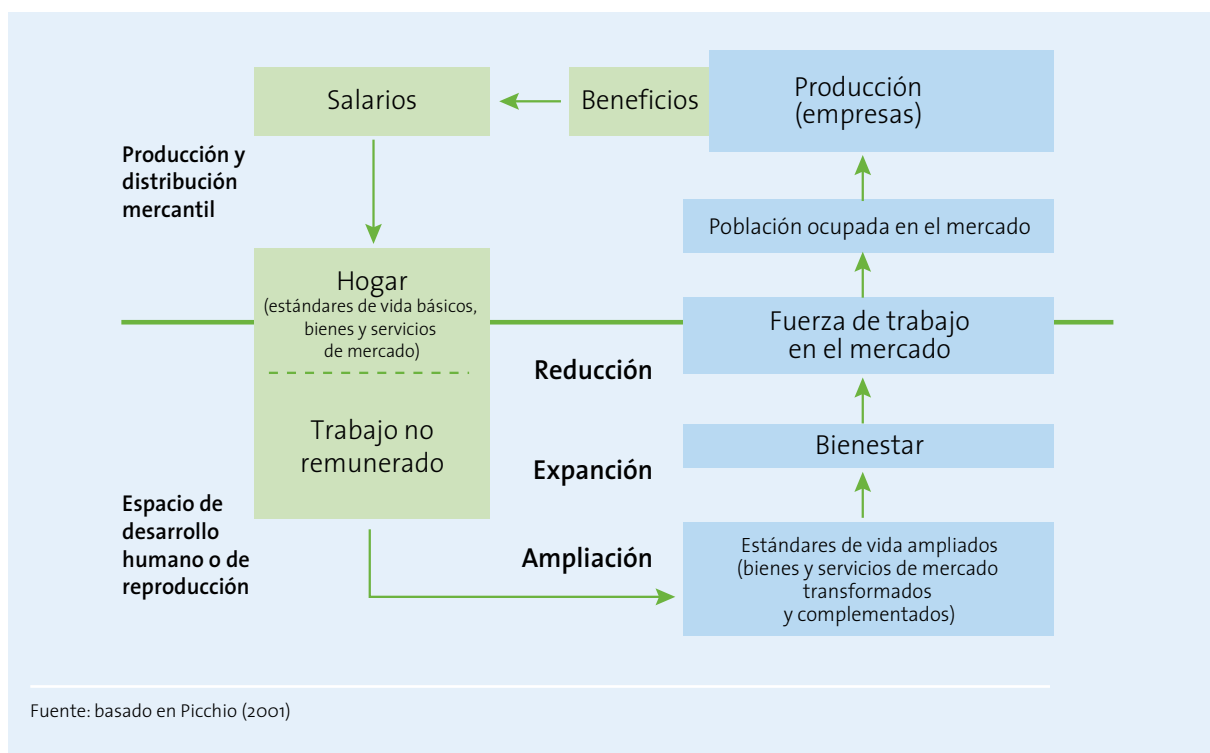 Salarios
Beneficios
Producción
(empresas)
Producción y
distribución
mercantil
Población ocupada en el mercado
Hogar
(estándares de vida básicos,
bienes y servicios
de mercado)
Fuerza de trabajo
en el mercado
Reducción
Trabajo no
remunerado
Bienestar
Expanción
Espacio de
desarrollo
humano o de
reproducción
Ampliación
Estándares de vida ampliados
(bienes y servicios de mercado
transformados
y complementados)
Fuente: basado en Picchio (2001)